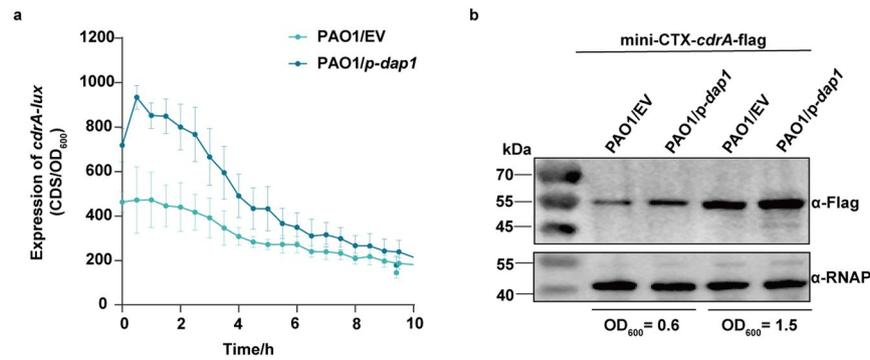 a
Expression of cdrA-lux
(CDS/OD600)
1200
1000
800
600
400
200
0
0 2 4 6 8 10
Time/h
PAO1/EV
PAO1/p-dap1
b
mini-CTX-cdrA-flag
PAO1/EV PAO1/p-dap1 PAO1/EV PAO1/p-dap1
kDa
70
55
45
α-Flag
55
40
α-RNAP
OD600= 0.6 OD600= 1.5